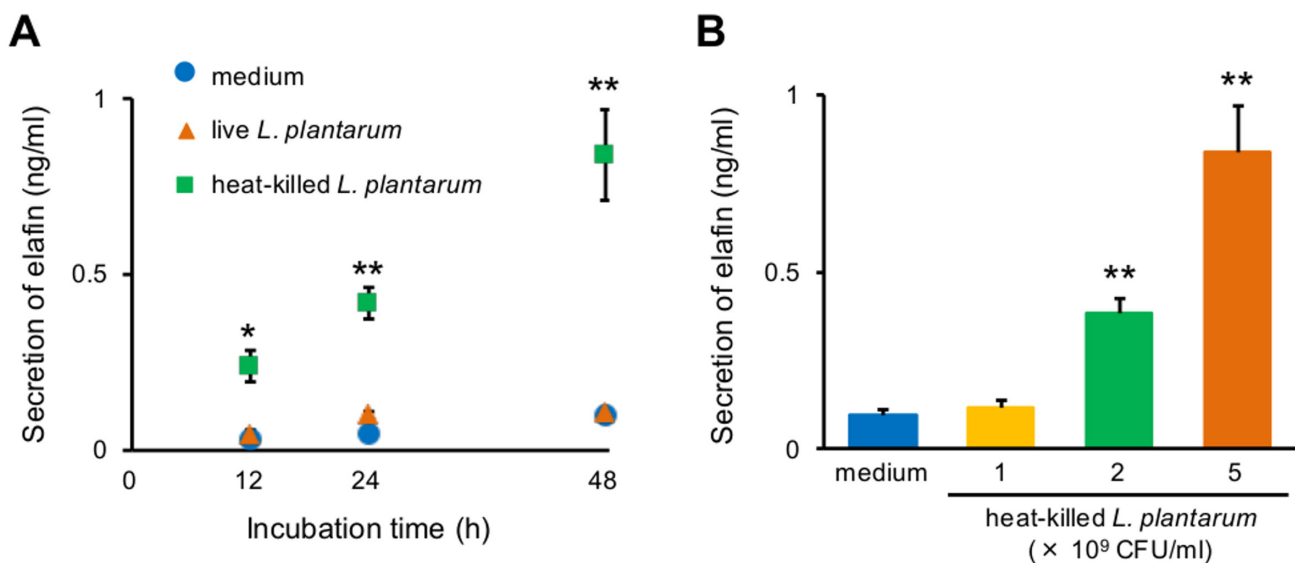 A
medium
live L. plantarum
heat-killed L. plantarum
Secretion of elafin (ng/ml)
1
0.5
0
*
**
**
0 12 24 48
Incubation time (h)
B
Secretion of elafin (ng/ml)
1
0.5
0
**
**
medium 1 2 5
heat-killed L. plantarum
(× 10⁹ CFU/ml)